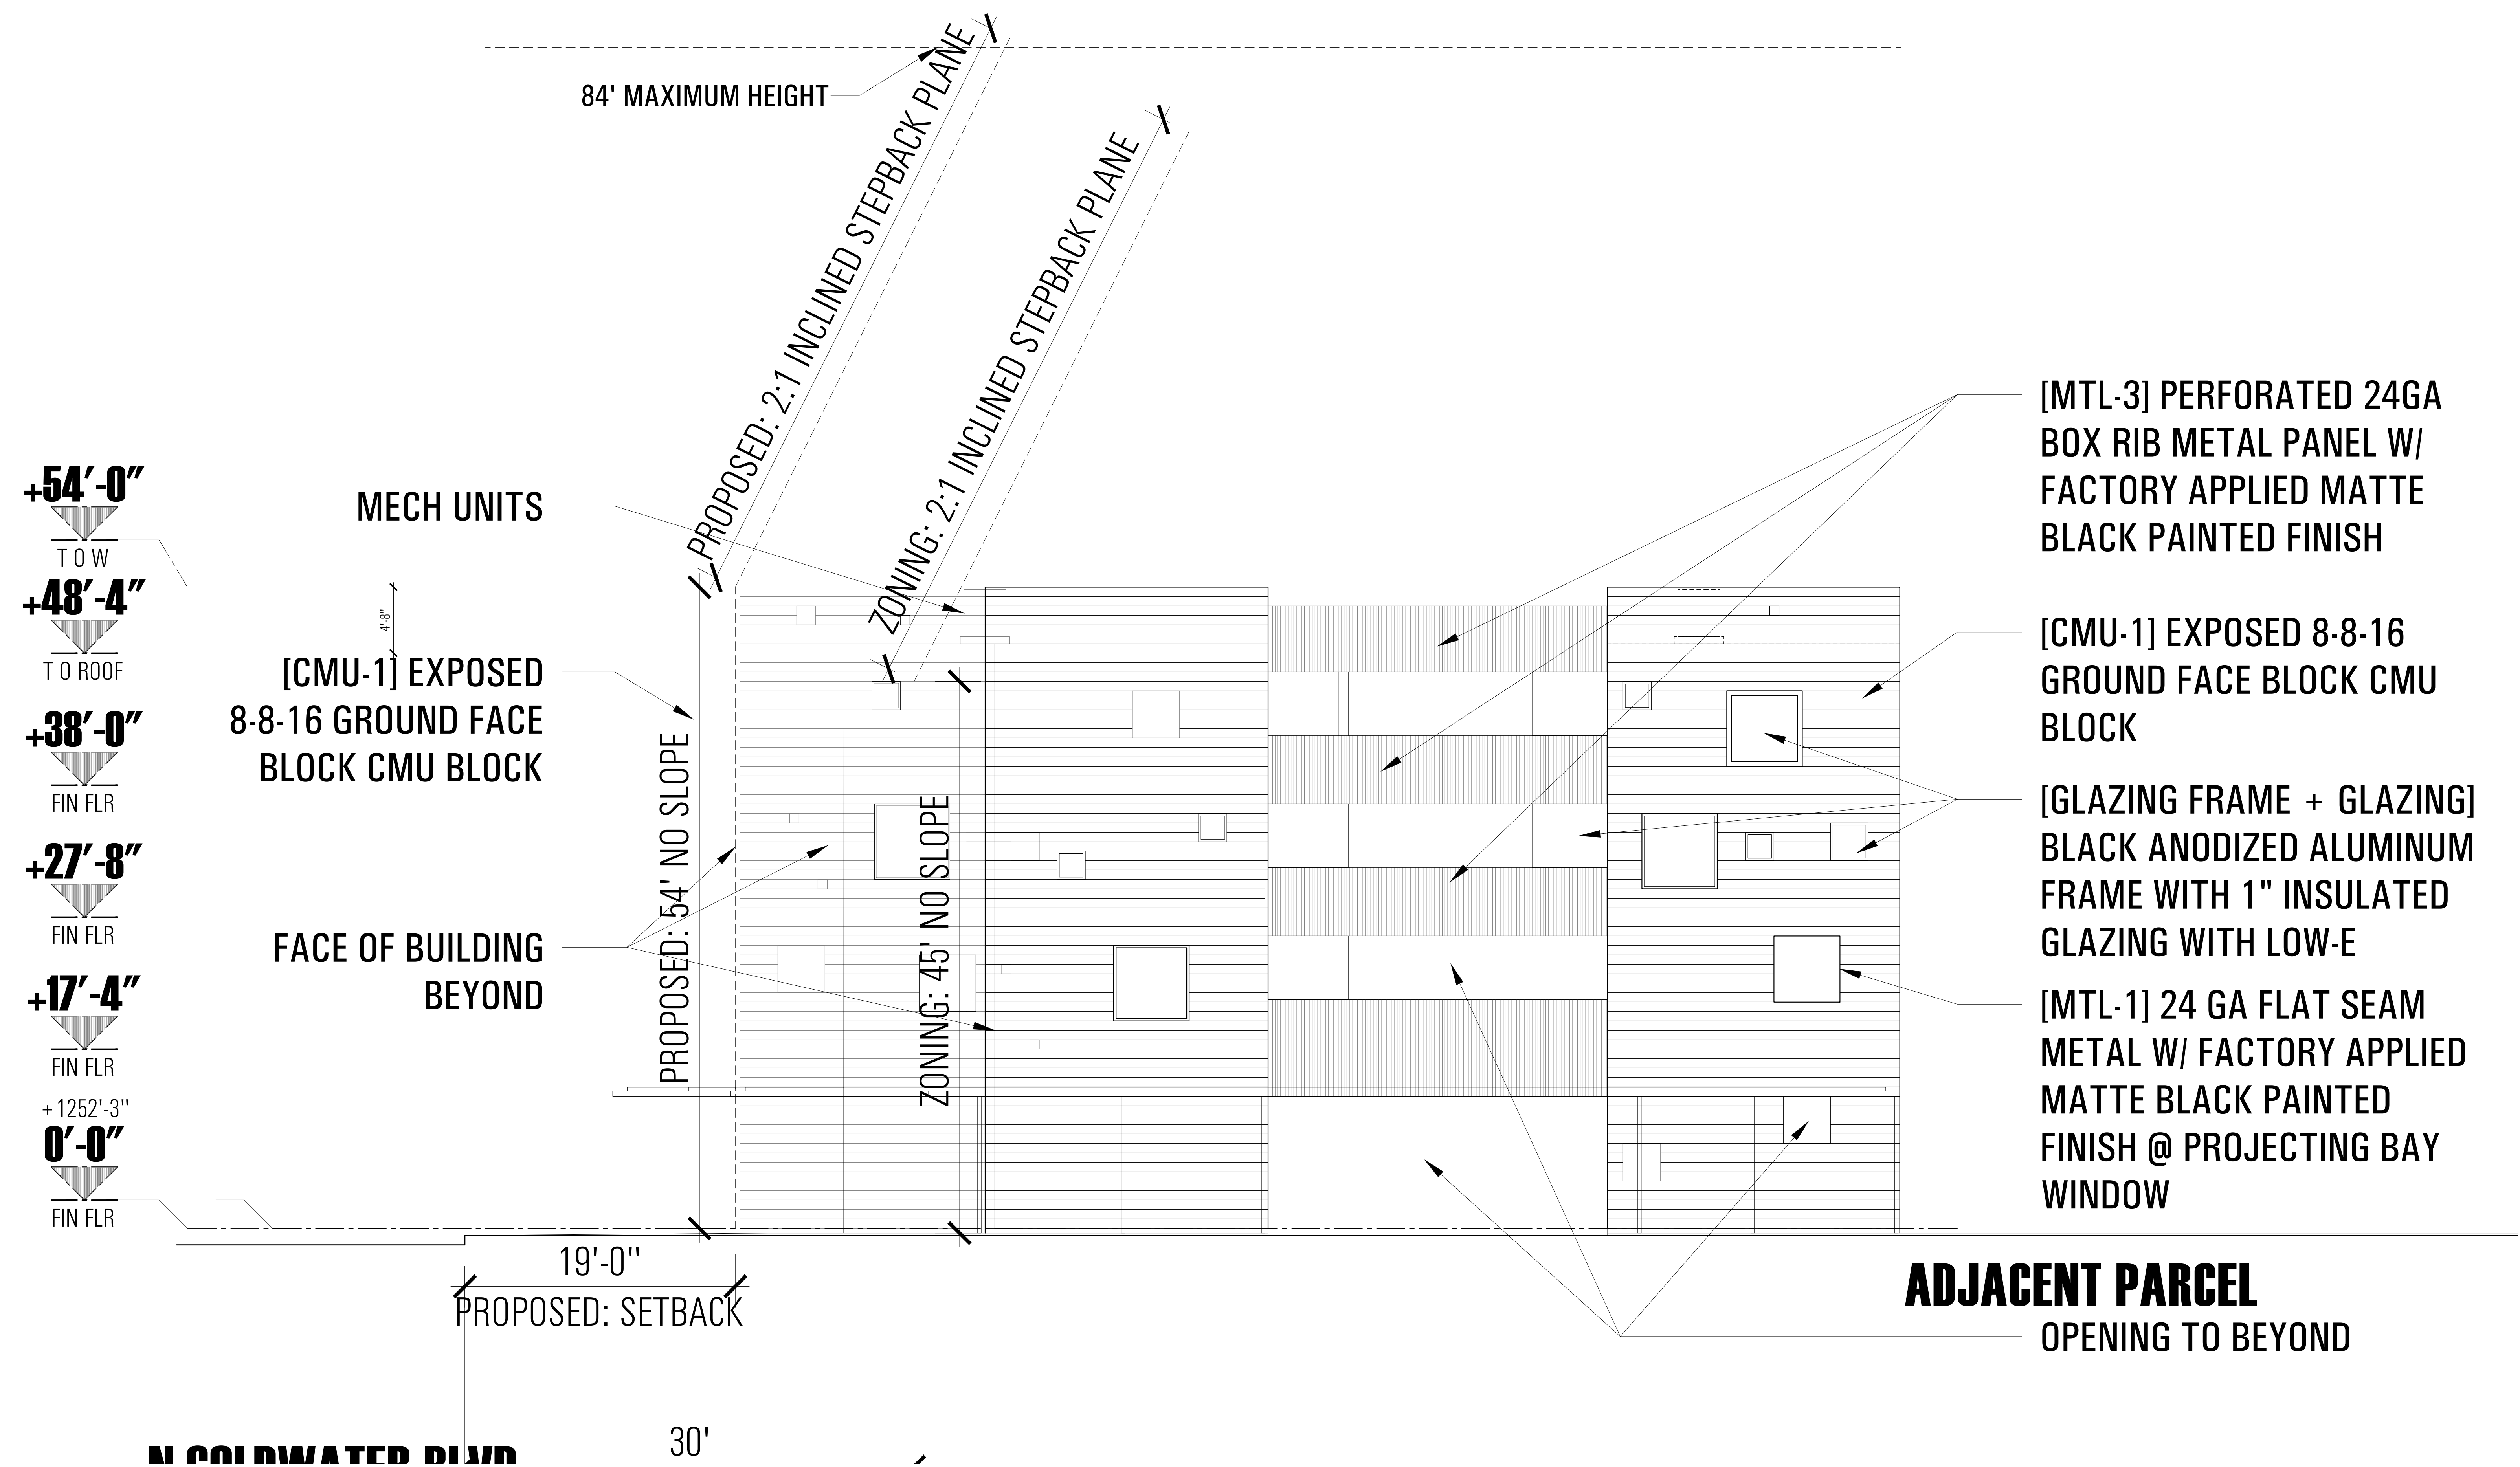 84' MAXIMUM HEIGHT
PROPOSED: 2:1 INCLINED STEPBACK PLANE
ZONING: 2:1 INCLINED STEPBACK PLANE
+54'-0"
T O W
+48'-4"
T O ROOF
4'-8"
+38'-0"
FIN FLR
+27'-8"
FIN FLR
+17'-4"
FIN FLR
+1252'-3"
0'-0"
FIN FLR
MECH UNITS
[CMU-1] EXPOSED
8-8-16 GROUND FACE
BLOCK CMU BLOCK
FACE OF BUILDING
BEYOND
PROPOSED: 54' NO SLOPE
ZONING: 45' NO SLOPE
[MTL-3] PERFORATED 24GA
BOX RIB METAL PANEL W/
FACTORY APPLIED MATTE
BLACK PAINTED FINISH
[CMU-1] EXPOSED 8-8-16
GROUND FACE BLOCK CMU
BLOCK
[GLAZING FRAME + GLAZING]
BLACK ANODIZED ALUMINUM
FRAME WITH 1" INSULATED
GLAZING WITH LOW-E
[MTL-1] 24 GA FLAT SEAM
METAL W/ FACTORY APPLIED
MATTE BLACK PAINTED
FINISH @ PROJECTING BAY
WINDOW
ADJACENT PARCEL
OPENING TO BEYOND
19'-0"
PROPOSED: SETBACK
30'
N COLDWATER BLVD